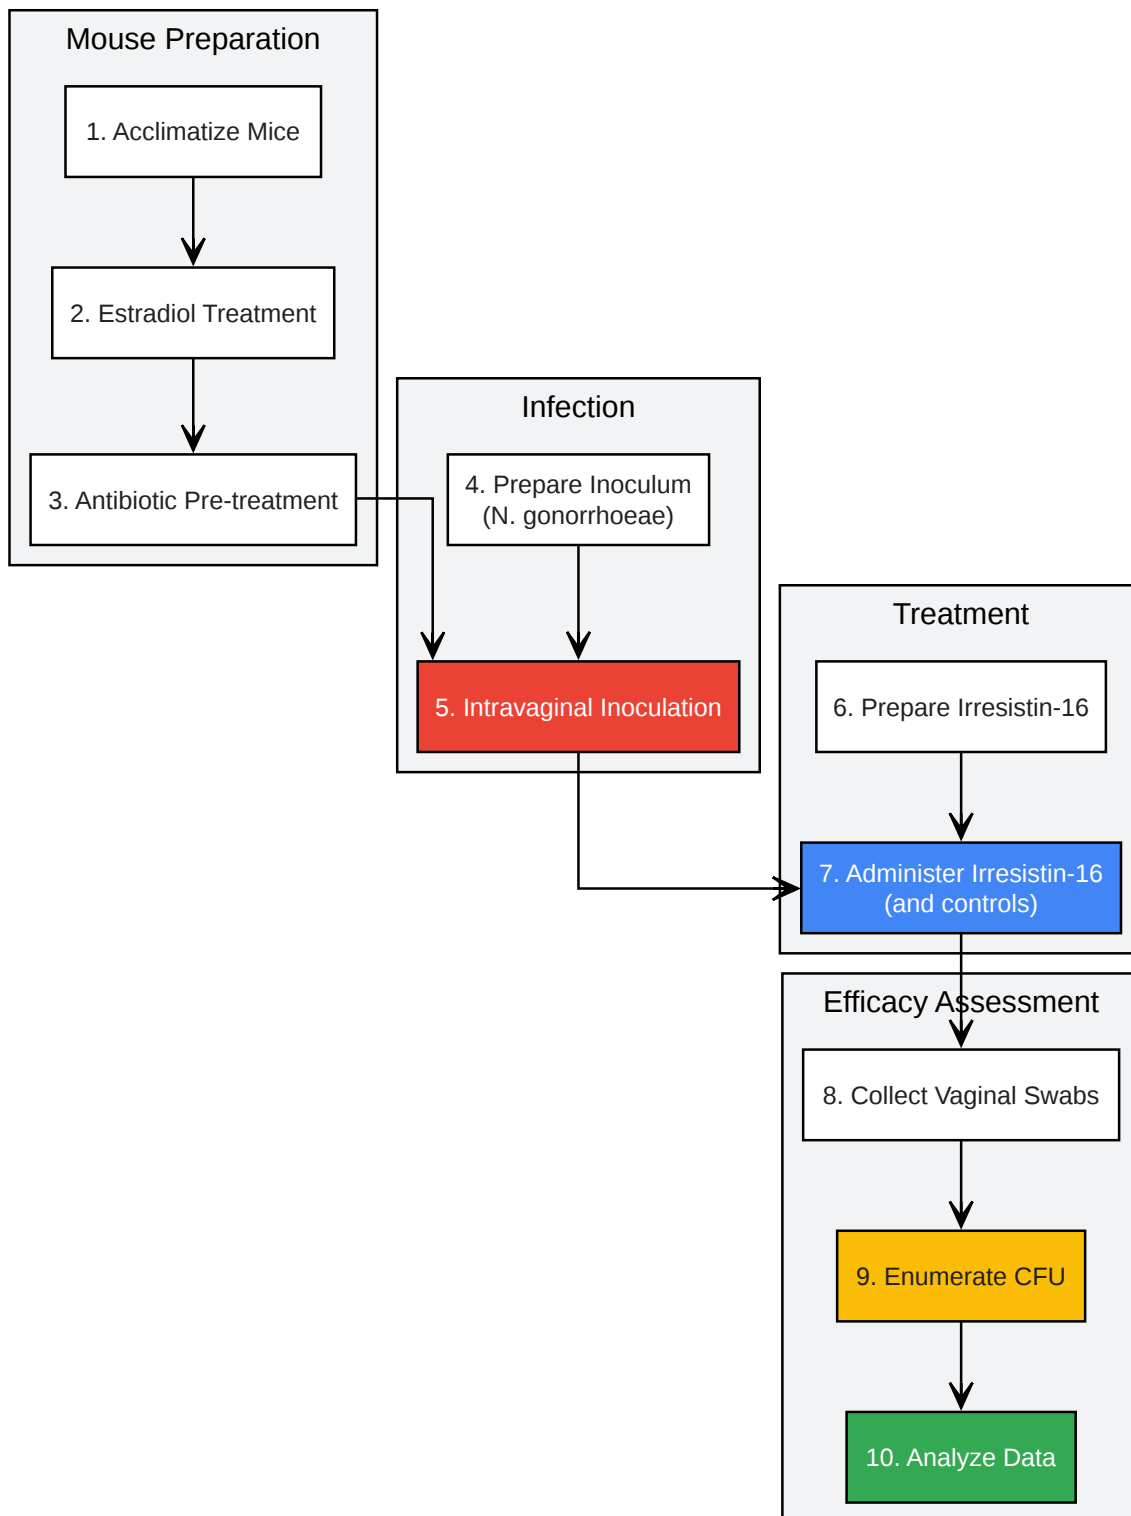 Mouse Preparation
1. Acclimatize Mice
2. Estradiol Treatment
3. Antibiotic Pre-treatment
Infection
4. Prepare Inoculum
(N. gonorrhoeae)
5. Intravaginal Inoculation
Treatment
6. Prepare Irresistin-16
7. Administer Irresistin-16
(and controls)
Efficacy Assessment
8. Collect Vaginal Swabs
9. Enumerate CFU
10. Analyze Data